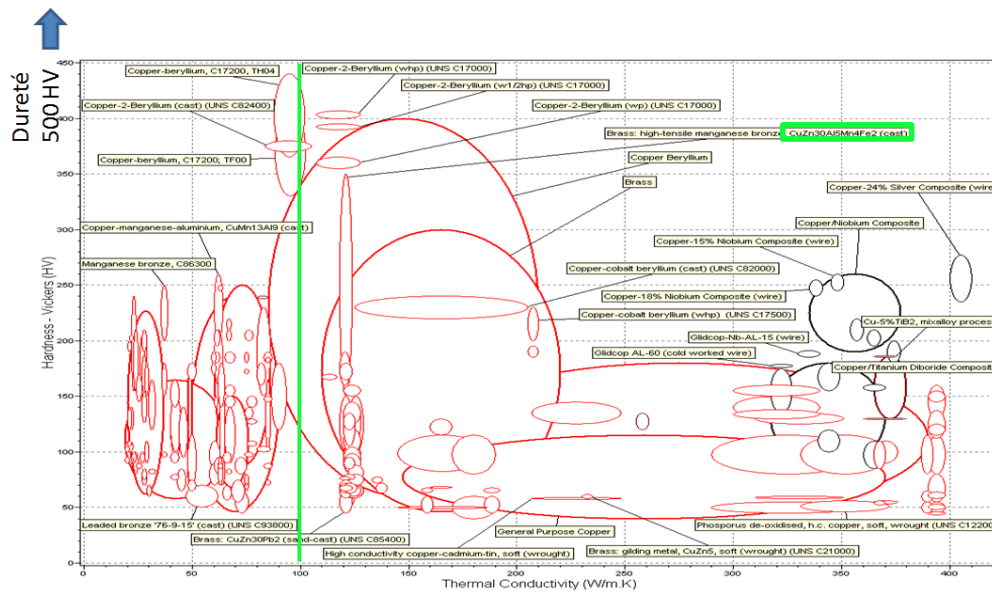 Dureté
500 HV
450
400
350
300
250
200
150
100
50
0
Hardness - Vickers (HV)
Copper-beryllium, C17200, TH04
Copper-2-Beryllium (whp) (UNS C17000)
Copper-2-Beryllium (w1/2hp) (UNS C17000)
Copper-2-Beryllium (cast) (UNS C82400)
Copper-2-Beryllium (wp) (UNS C17000)
Brass: high-tensile manganese bronze, CuZn30Al5Mn4Fe2 (cast)
Copper-beryllium, C17200; TF00
Copper Beryllium
Brass
Copper-24% Silver Composite (wire
Copper/Niobium Composite
Copper-manganese-aluminium, CuMn13Al9 (cast)
Copper-15% Niobium Composite (wire)
Manganese bronze, C86300
Copper-cobalt beryllium (cast) (UNS C82000)
Copper-18% Niobium Composite (wire)
Copper-cobalt beryllium (whp) (UNS C17500)
Cu-5%TiB2, mixalloy process
Glidcop-Nb-AL-15 (wire)
Glidcop AL-60 (cold worked wire)
Copper/Titanium Diboride Composit
Leaded bronze '76-9-15' (cast) (UNS C93800)
Phosporus de-oxidised, h.c. copper, soft, wrought (UNS C12200
General Purpose Copper
Brass: CuZn30Pb2 (sand-cast) (UNS C85400)
High conductivity copper-cadmium-tin, soft (wrought)
Brass: gilding metal, CuZn5, soft (wrought) (UNS C21000)
0 50 100 150 200 250 300 350 400
Thermal Conductivity (W/m.K)